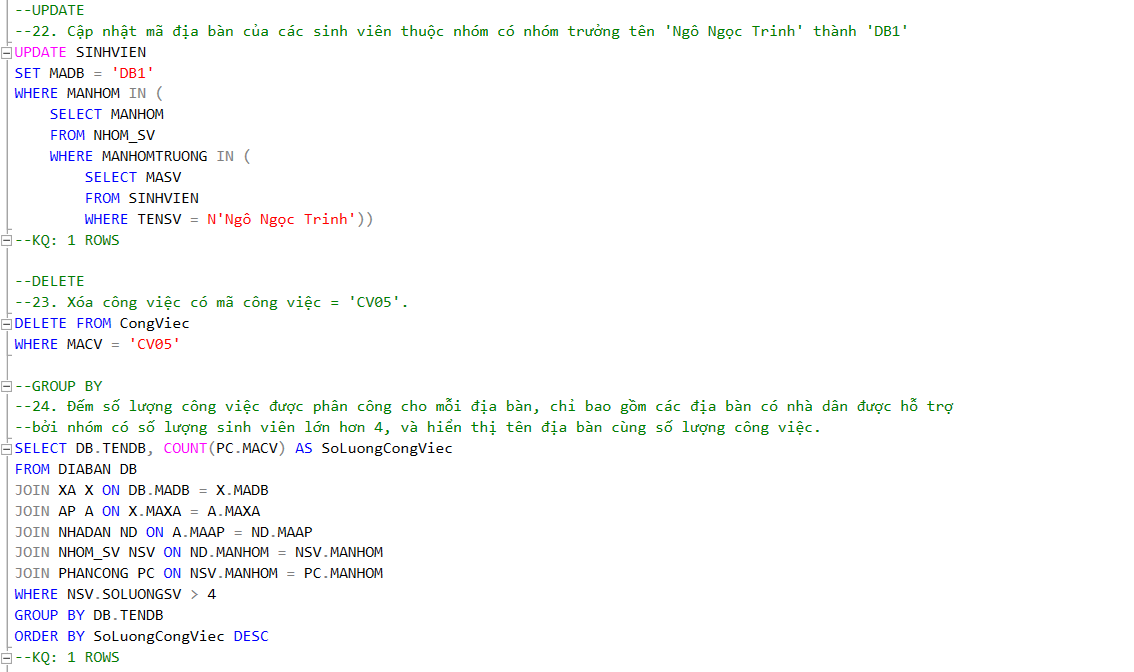 --UPDATE
--22. Cập nhật mã địa bàn của các sinh viên thuộc nhóm có nhóm trưởng tên 'Ngô Ngọc Trinh' thành 'DB1'
UPDATE SINHVIEN
SET MADB = 'DB1'
WHERE MANHOM IN (
    SELECT MANHOM
    FROM NHOM_SV
    WHERE MANHOMTRUONG IN (
        SELECT MASV
        FROM SINHVIEN
        WHERE TENSV = N'Ngô Ngọc Trinh'))
--KQ: 1 ROWS

--DELETE
--23. Xóa công việc có mã công việc = 'CV05'.
DELETE FROM CongViec
WHERE MACV = 'CV05'

--GROUP BY
--24. Đếm số lượng công việc được phân công cho mỗi địa bàn, chỉ bao gồm các địa bàn có nhà dân được hỗ trợ
--bởi nhóm có số lượng sinh viên lớn hơn 4, và hiển thị tên địa bàn cùng số lượng công việc.
SELECT DB.TENDB, COUNT(PC.MACV) AS SoLuongCongViec
FROM DIABAN DB
JOIN XA X ON DB.MADB = X.MADB
JOIN AP A ON X.MAXA = A.MAXA
JOIN NHADAN ND ON A.MAAP = ND.MAAP
JOIN NHOM_SV NSV ON ND.MANHOM = NSV.MANHOM
JOIN PHANCONG PC ON NSV.MANHOM = PC.MANHOM
WHERE NSV.SOLUONGSV > 4
GROUP BY DB.TENDB
ORDER BY SoLuongCongViec DESC
--KQ: 1 ROWS